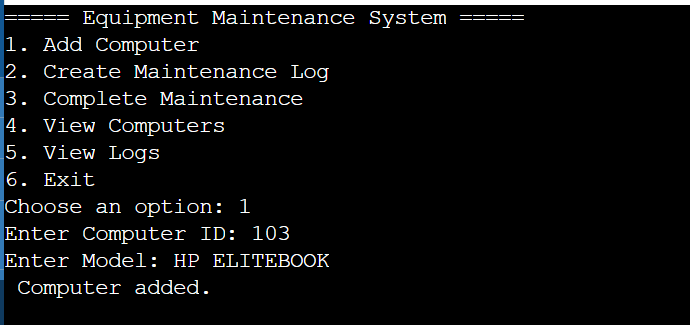 ===== Equipment Maintenance System =====
1. Add Computer
2. Create Maintenance Log
3. Complete Maintenance
4. View Computers
5. View Logs
6. Exit
Choose an option: 1
Enter Computer ID: 103
Enter Model: HP ELITEBOOK
 Computer added.